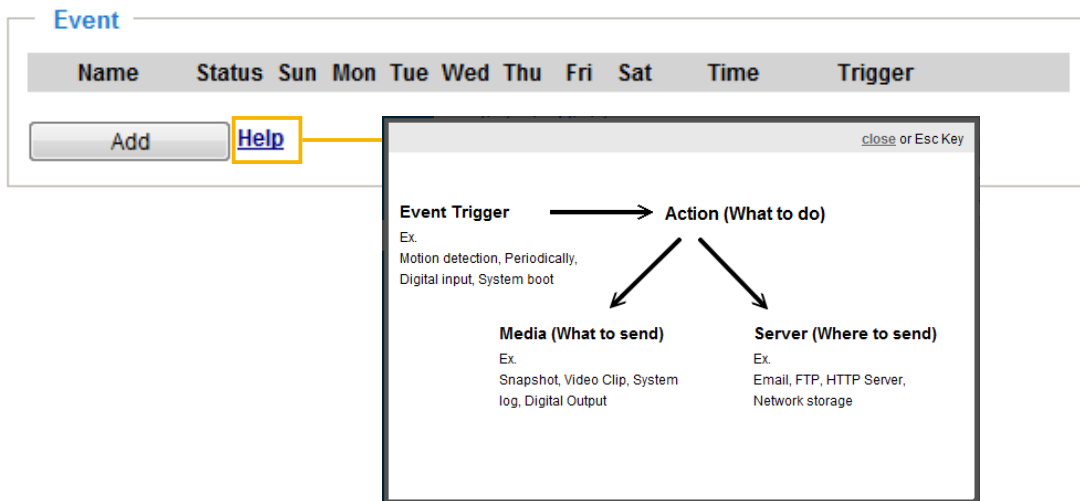 Event
Name Status Sun Mon Tue Wed Thu Fri Sat Time Trigger
Add Help
close or Esc Key
Event Trigger
Ex.
Motion detection, Periodically,
Digital input, System boot
Action (What to do)
Media (What to send)
Ex.
Snapshot, Video Clip, System
log, Digital Output
Server (Where to send)
Ex.
Email, FTP, HTTP Server,
Network storage